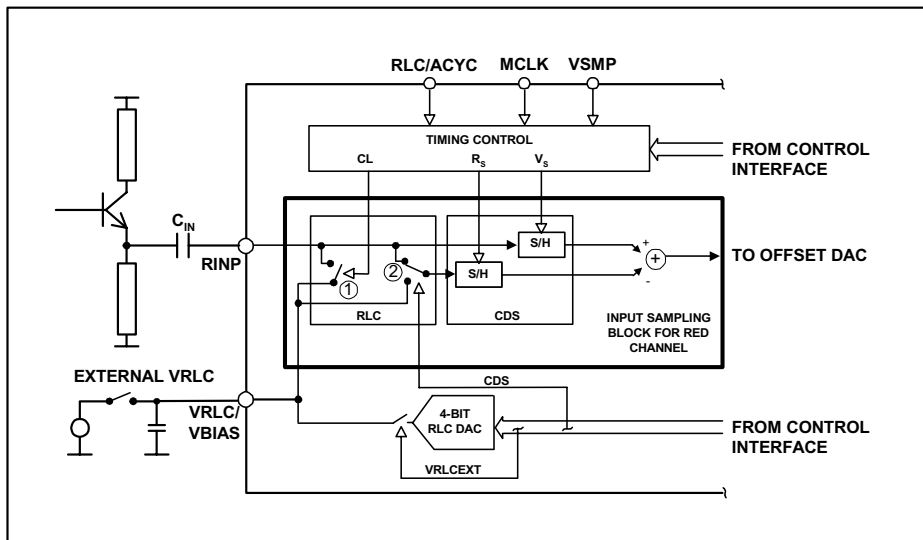 RLC/ACYC MCLK VSMP
TIMING CONTROL
CL RS VS
FROM CONTROL
INTERFACE
CIN
RINP
S/H
S/H
+
+
-
TO OFFSET DAC
1
2
RLC
CDS
INPUT SAMPLING
BLOCK FOR RED
CHANNEL
EXTERNAL VRLC
VRLC/
VBIAS
CDS
4-BIT
RLC DAC
VRLCEXT
FROM CONTROL
INTERFACE